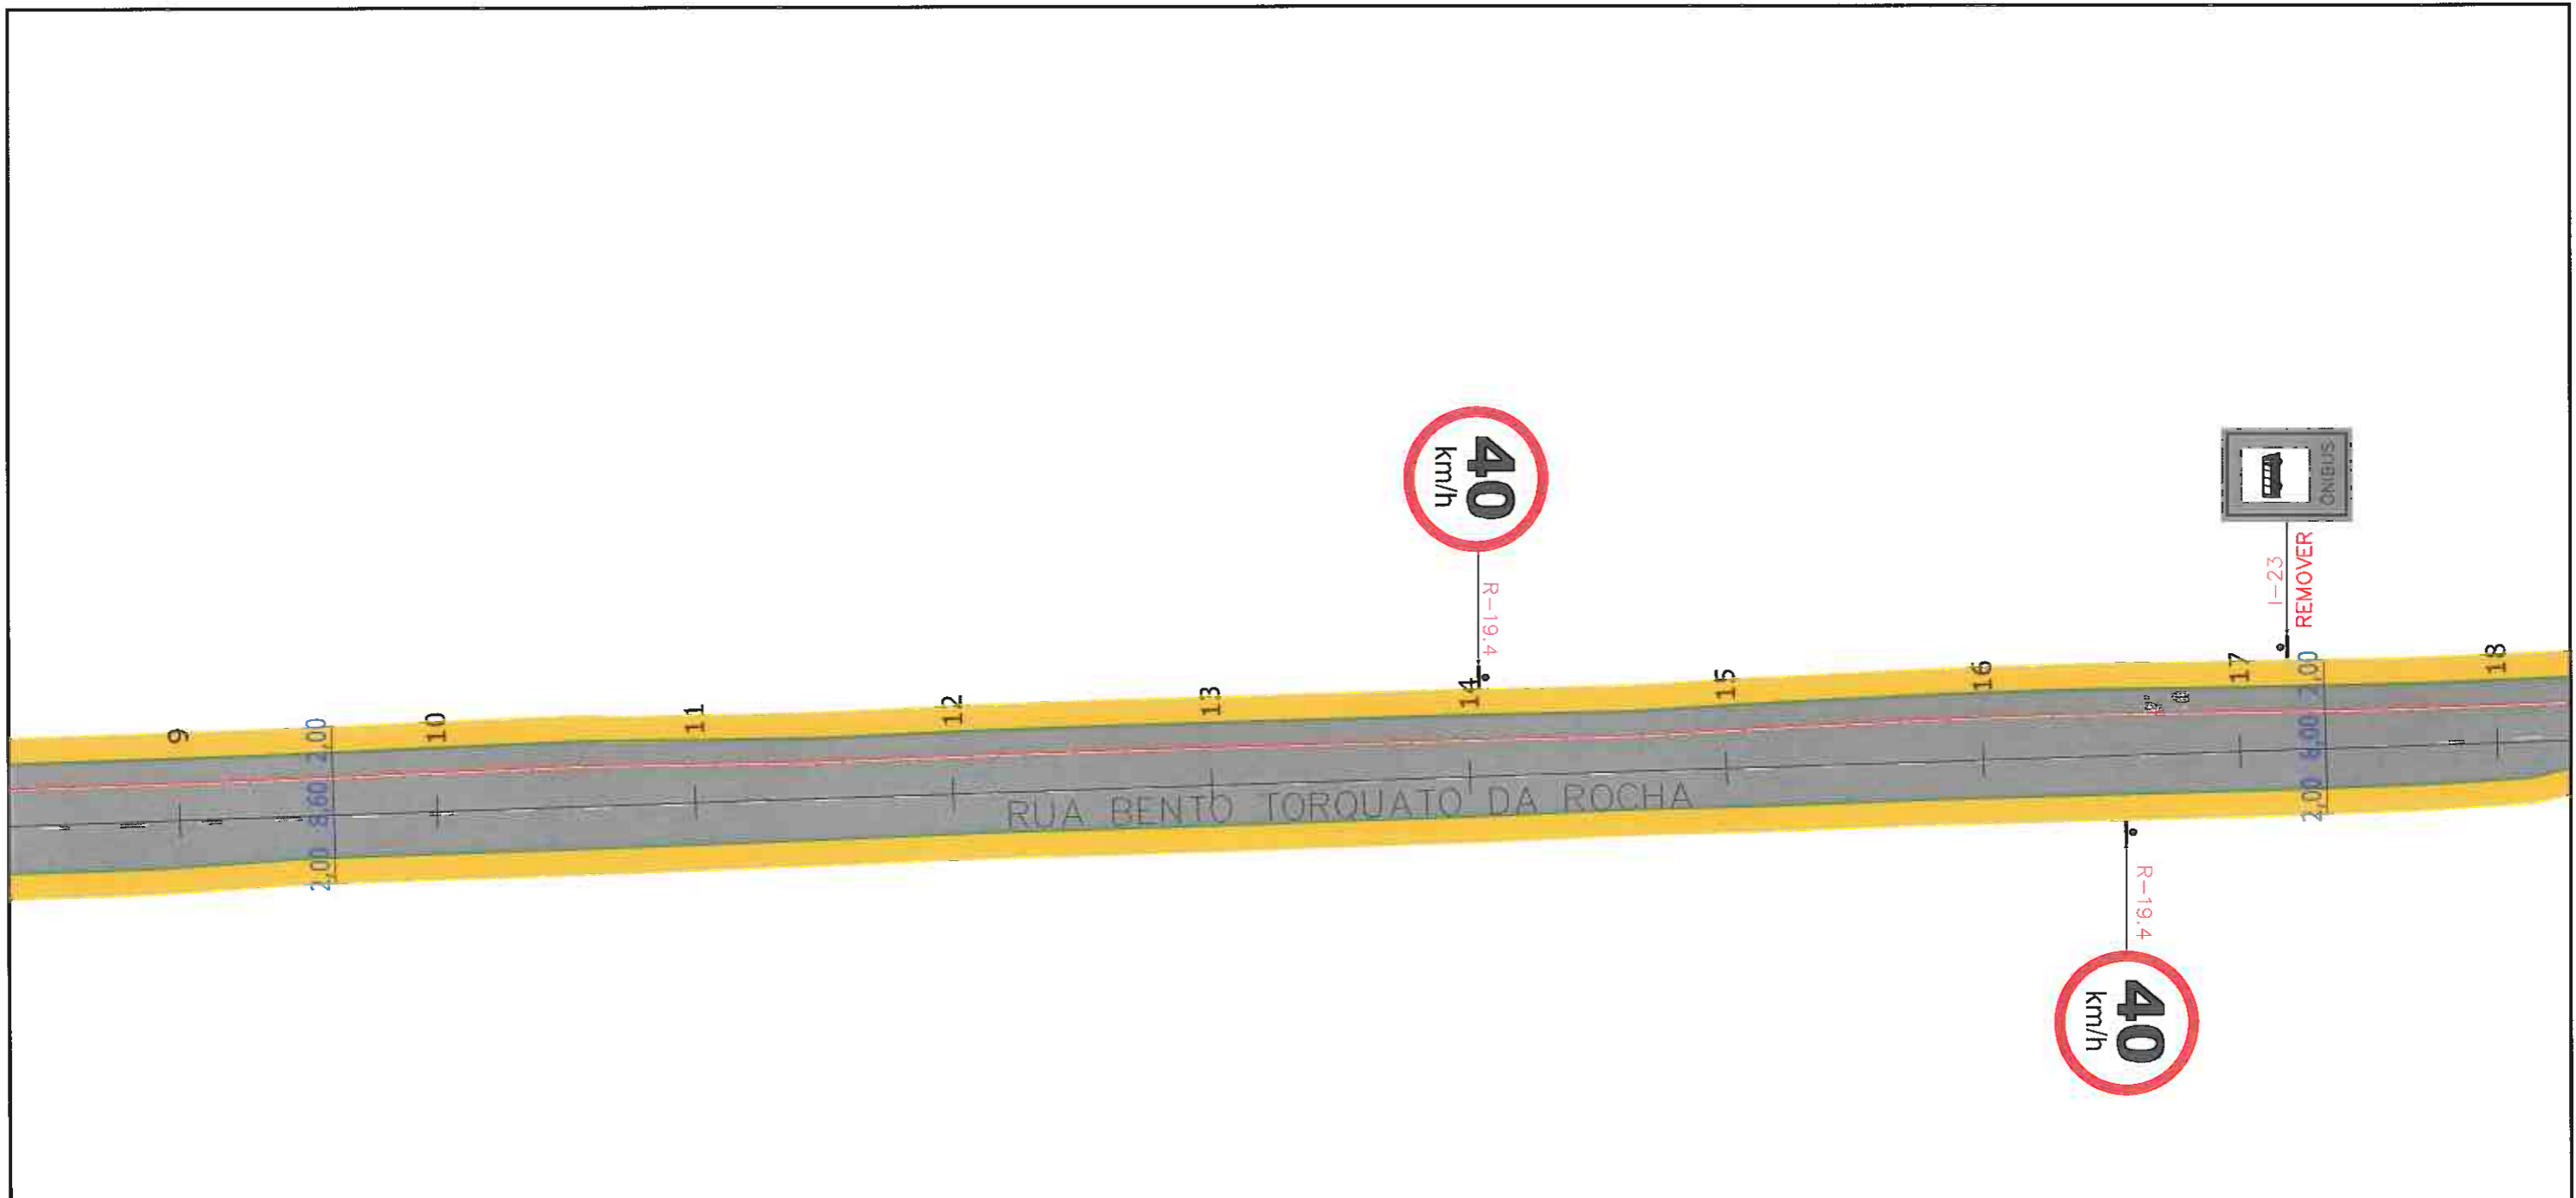 40
km/h
R-19.4
ÔNIBUS
I-23
REMOVER
9
10
11
12
13
14
15
16
17
18
2,00
8,60
2,00
2,00
8,00
2,00
RUA BENTO TORQUATO DA ROCHA
R-19.4
40
km/h